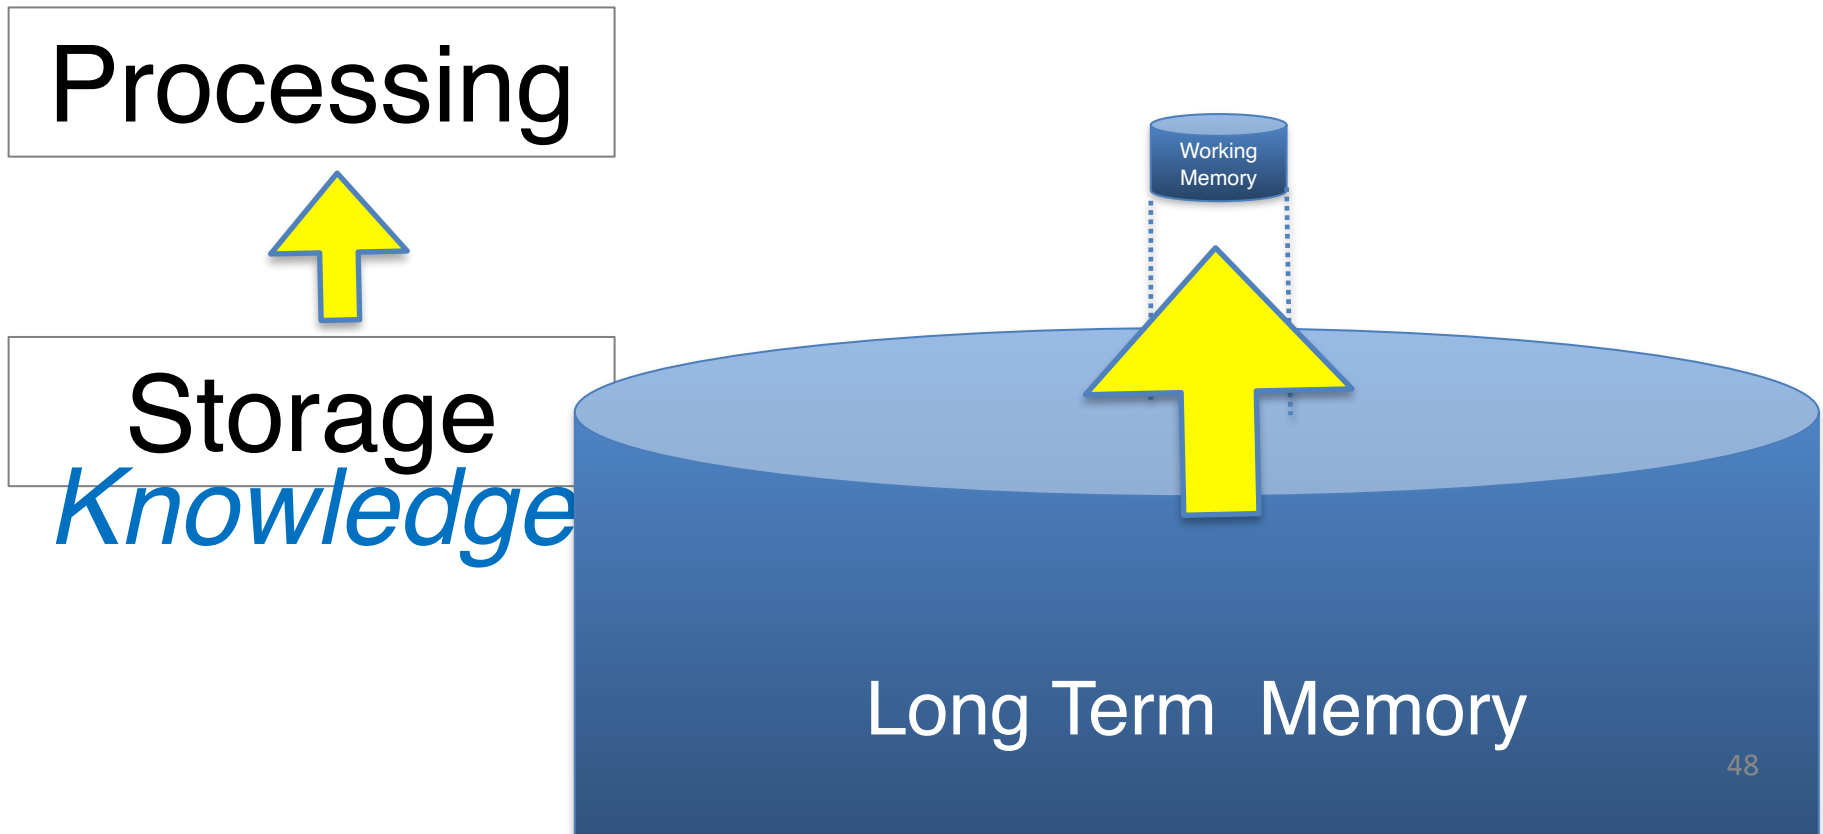 Processing
Working
Memory
Storage
Knowledge
Long Term  Memory
48